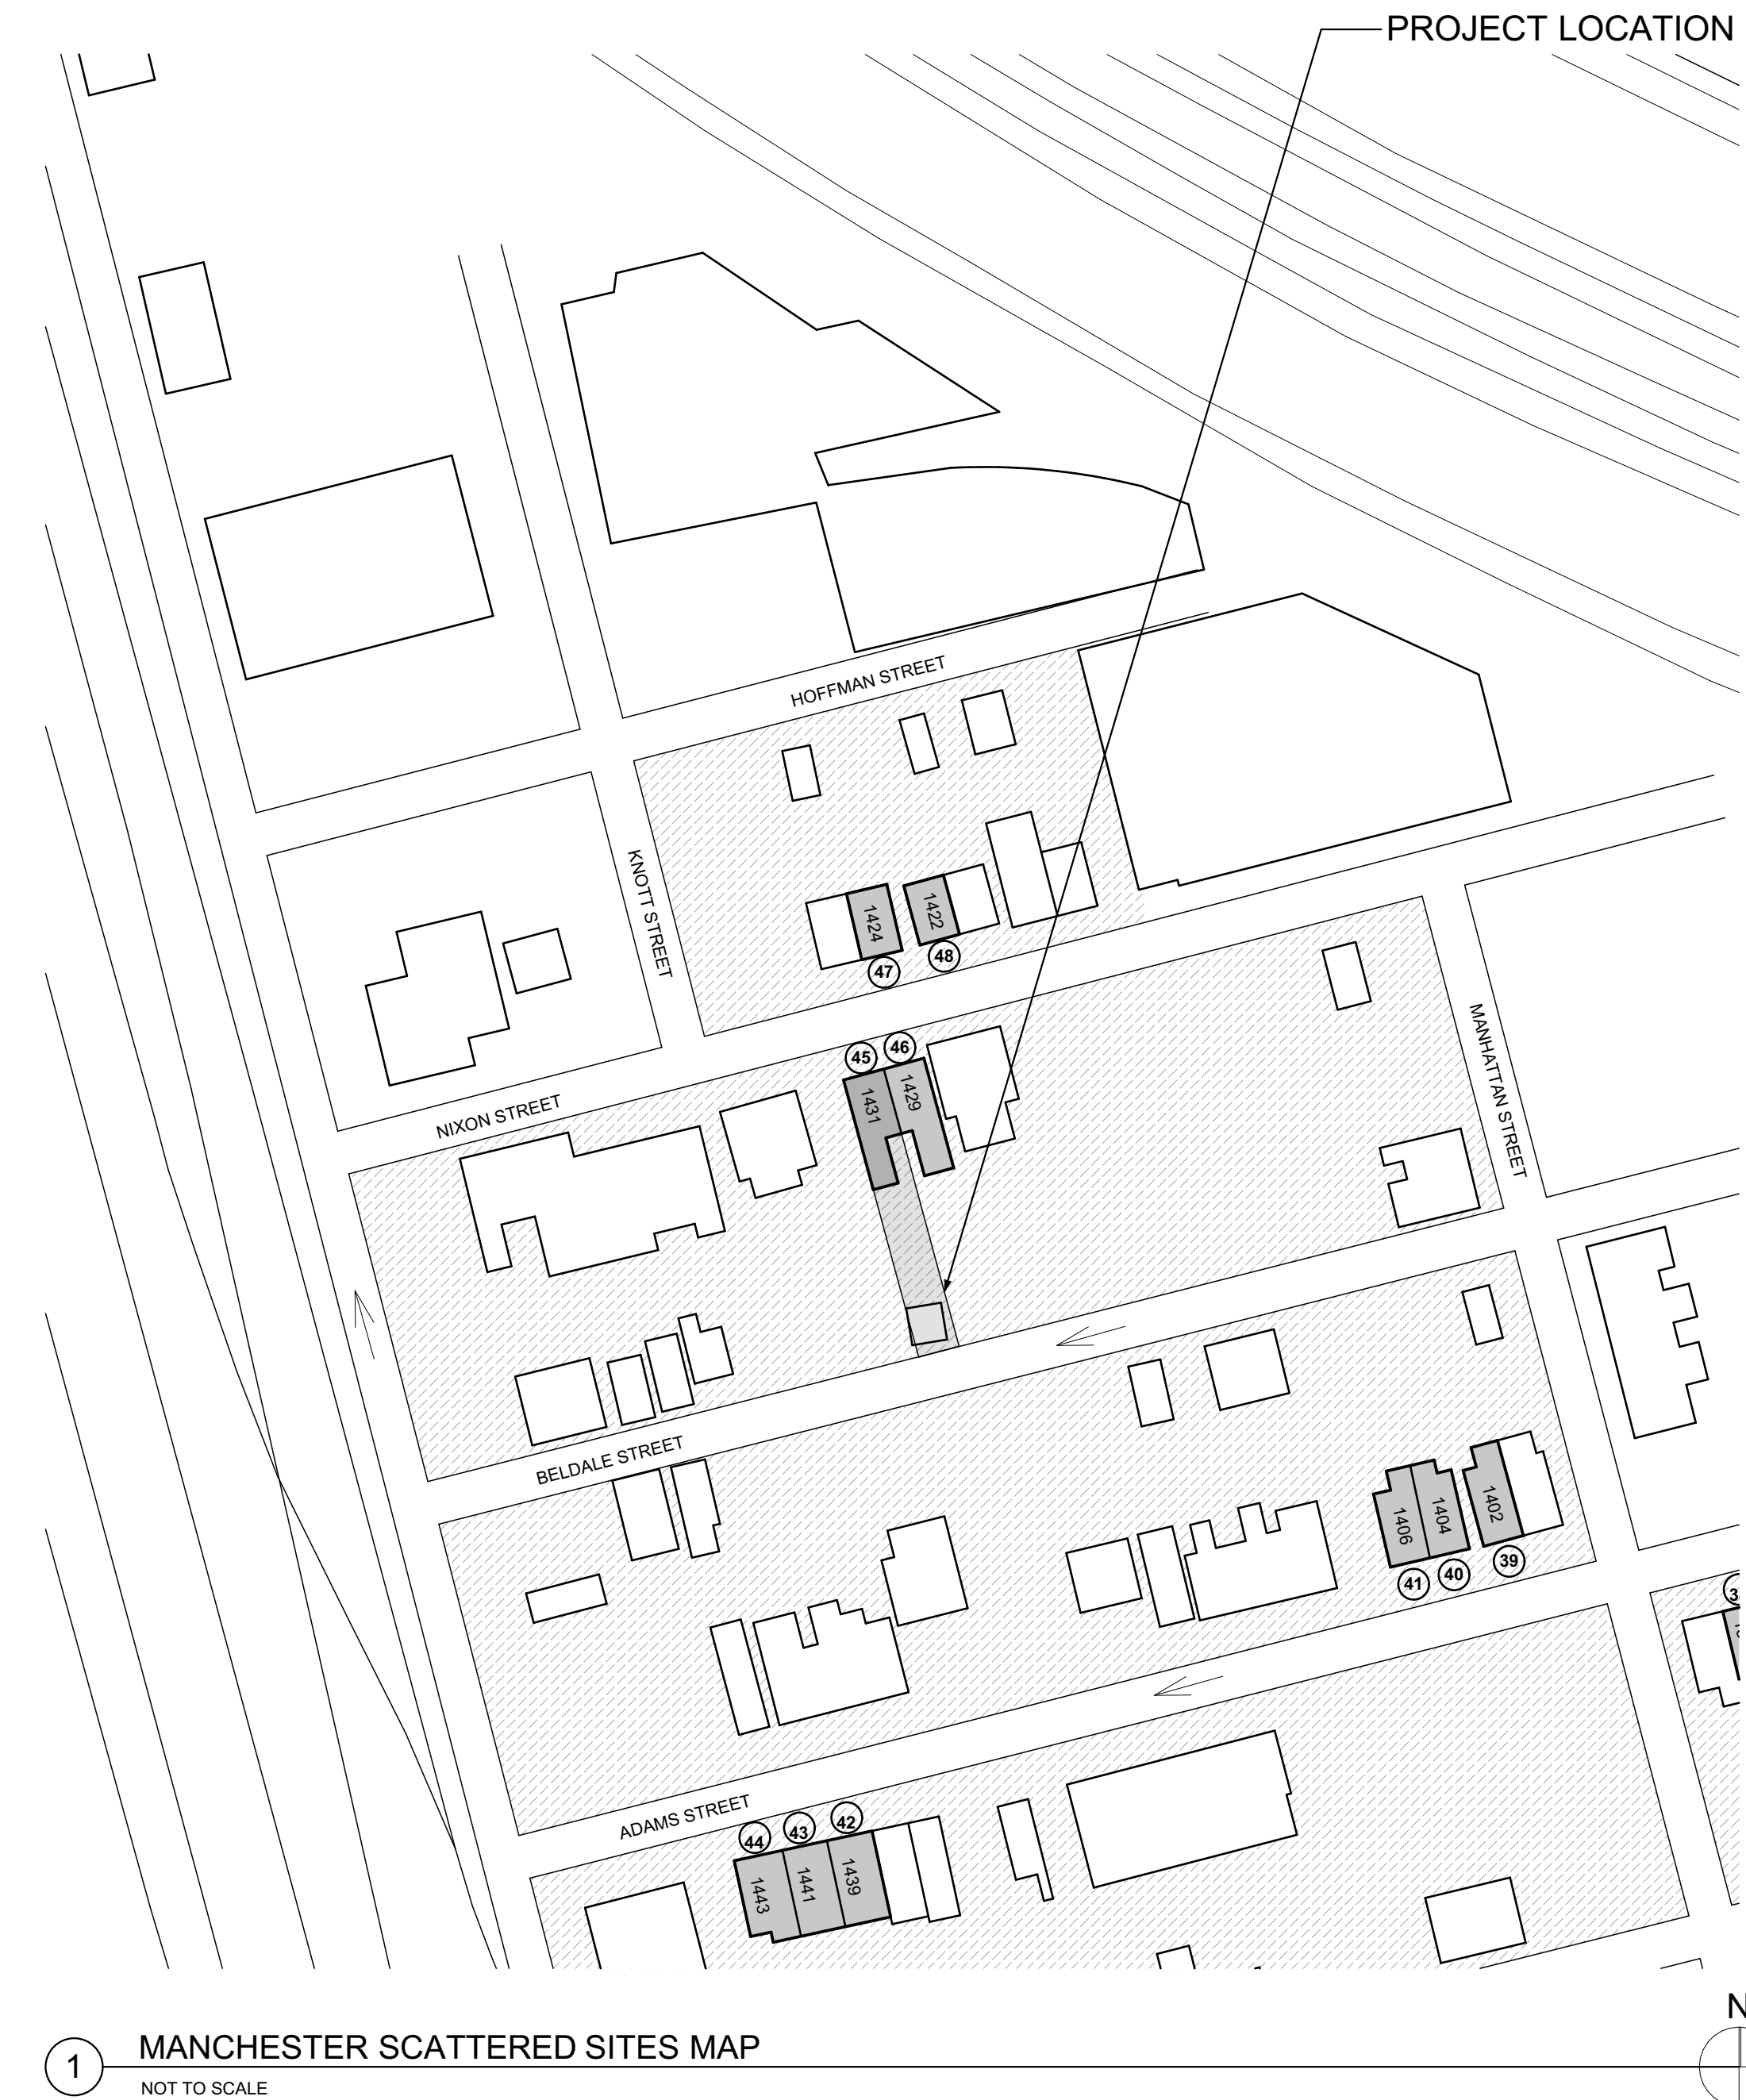 PROJECT LOCATION
HOFFMAN STREET
KNOTT STREET
1424
1422
47
48
MANHATTAN STREET
45
46
1431
1429
NIXON STREET
BELDALE STREET
1406
1404
1402
41
40
39
ADAMS STREET
44
43
42
1443
1441
1439
N
1
MANCHESTER SCATTERED SITES MAP
NOT TO SCALE